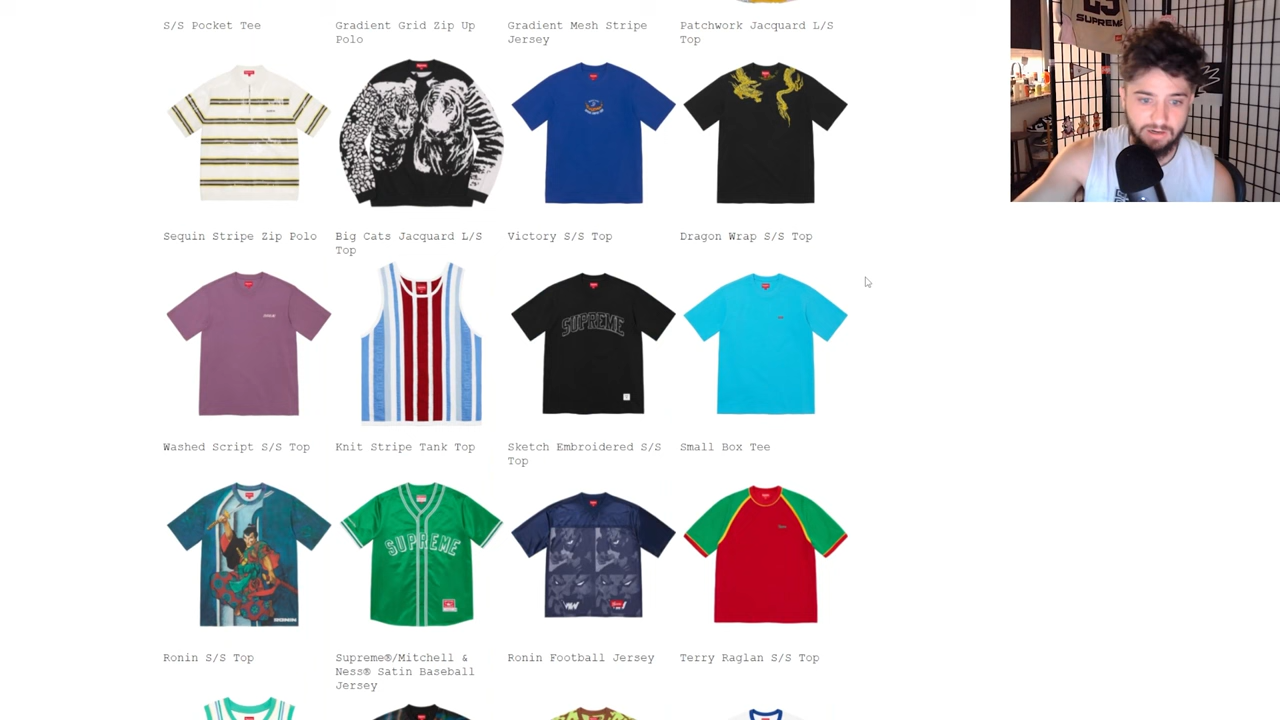 S/S Pocket Tee
Gradient Grid Zip Up
Polo
Gradient Mesh Stripe
Jersey
Patchwork Jacquard L/S
Top
SUPREME
Sequin Stripe Zip Polo
Big Cats Jacquard L/S
Top
Victory S/S Top
Dragon Wrap S/S Top
SUPREME
Washed Script S/S Top
Knit Stripe Tank Top
Sketch Embroidered S/S
Top
Small Box Tee
SUPREME
Ronin S/S Top
Supreme®/Mitchell &
Ness® Satin Baseball
Jersey
Ronin Football Jersey
Terry Raglan S/S Top